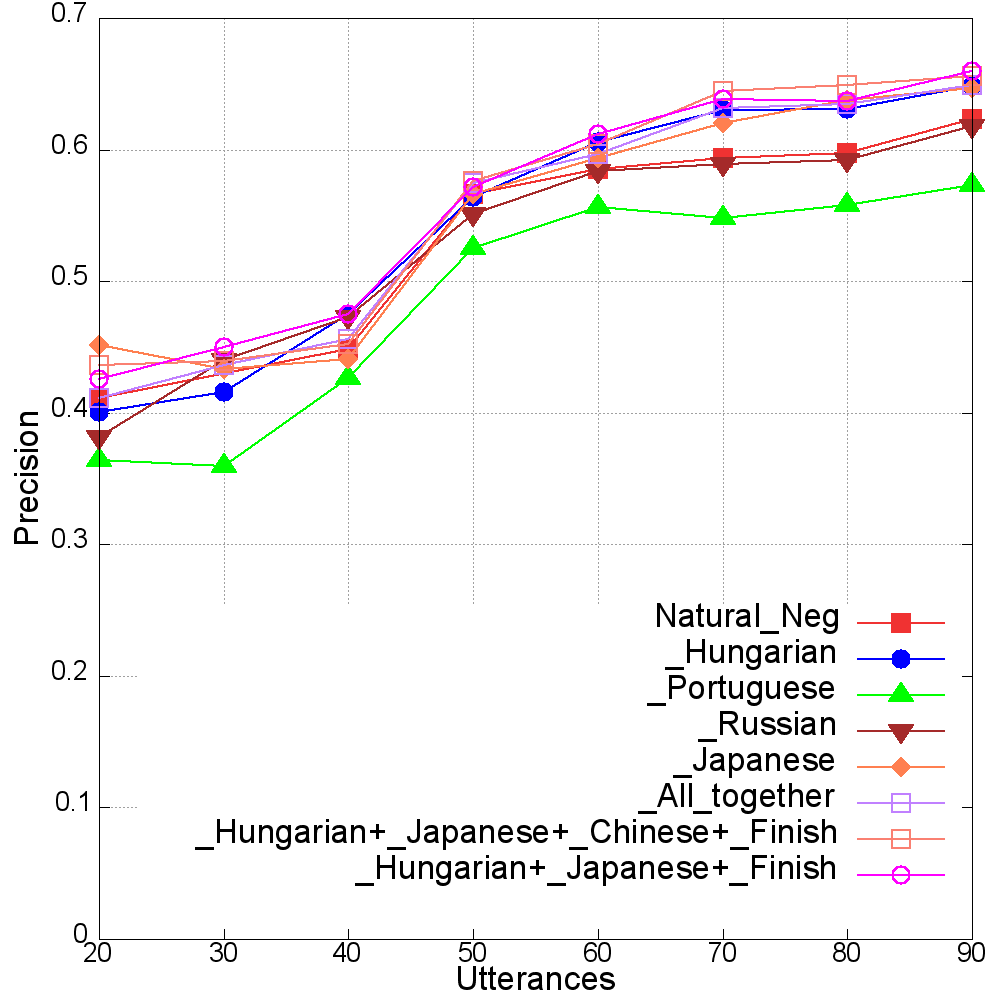 0.7
0.6
0.5
0.4
0.3
0.2
0.1
0
Precision
20 30 40 50 60 70 80 90
Utterances
Natural_Neg
_Hungarian
_Portuguese
_Russian
_Japanese
_All_together
_Hungarian+_Japanese+_Chinese+_Finish
_Hungarian+_Japanese+_Finish